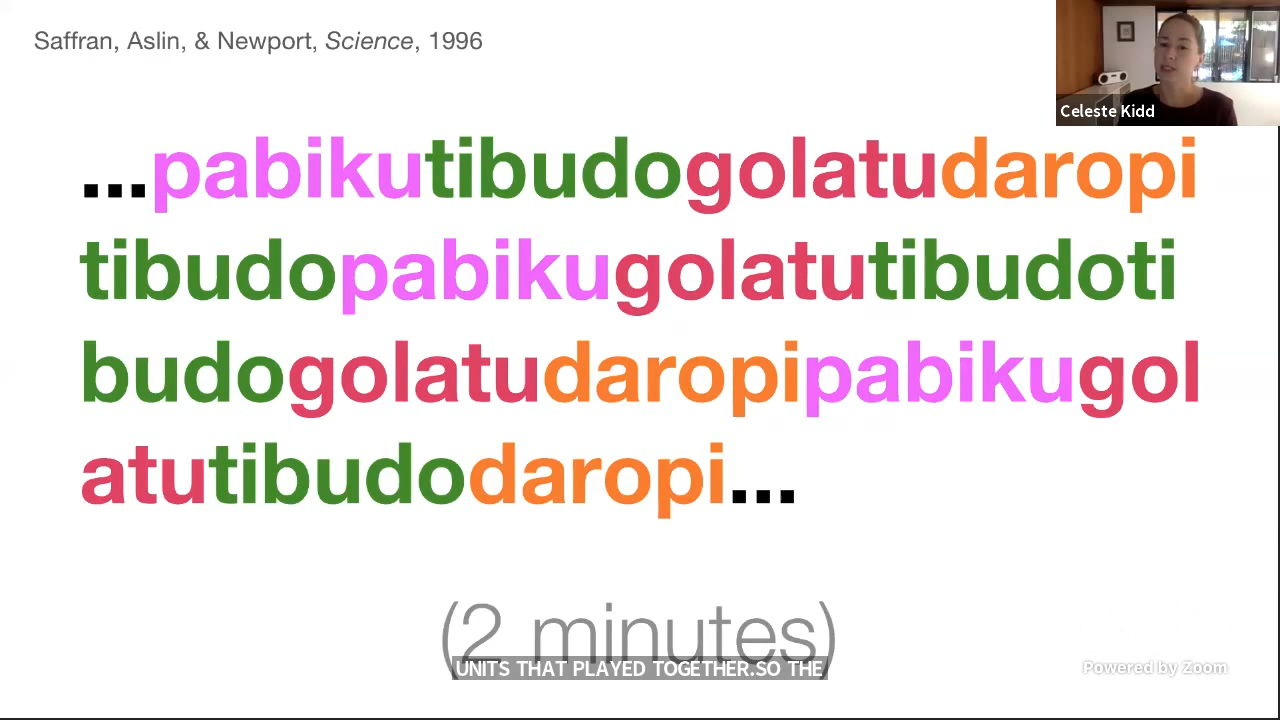 Saffran, Aslin, & Newport, Science, 1996
Celeste Kidd
...pabikutibudogolatudaropi
tibudopabikugolatutibudoti
budogolatudaropipabikugol
atutibudodaropi...
(2 minutes)
UNITS THAT PLAYED TOGETHER.SO THE
Powered by Zoom